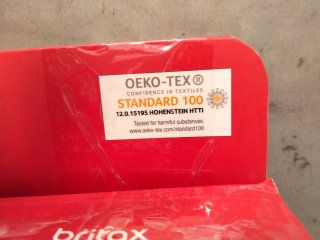 OEKO-TEX®
CONFIDENCE IN TEXTILES
STANDARD 100
12.0.15195 HOHENSTEIN HTTI
Tested for harmful substances.
www.oeko-tex.com/standard100
britax